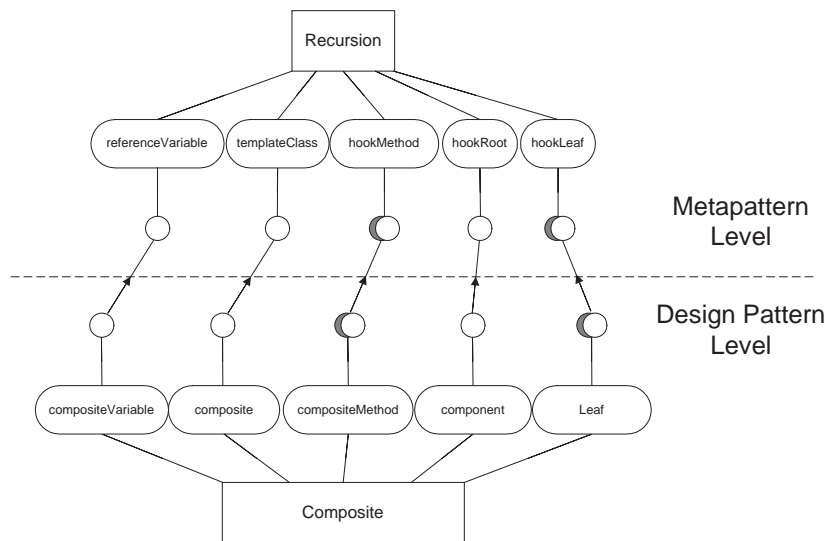 Recursion
referenceVariable
templateClass
hookMethod
hookRoot
hookLeaf
Metapattern
Level
Design Pattern
Level
compositeVariable
composite
compositeMethod
component
Leaf
Composite